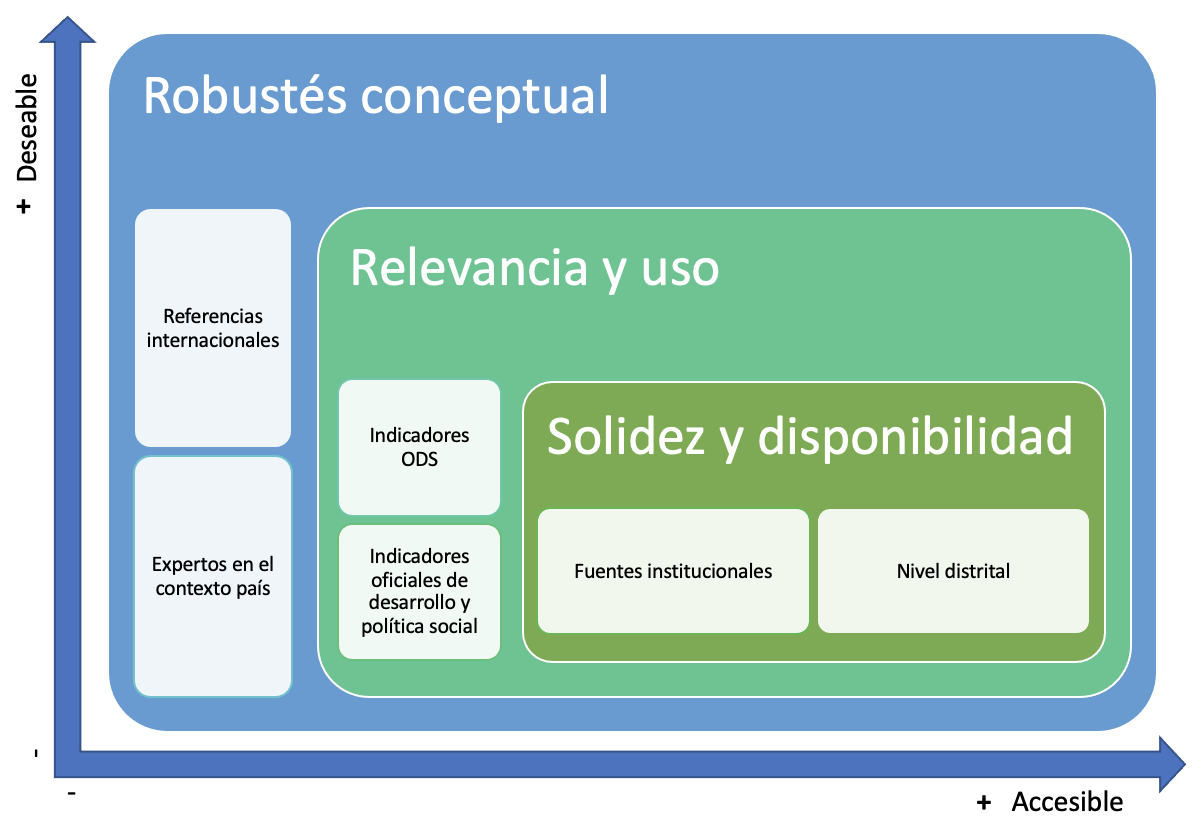 + Deseable
Robustés conceptual
Referencias
internacionales
Expertos en el
contexto país
Relevancia y uso
Indicadores
ODS
Indicadores
oficiales de
desarrollo y
política social
Solidez y disponibilidad
Fuentes institucionales
Nivel distrital
-
-
+ Accesible